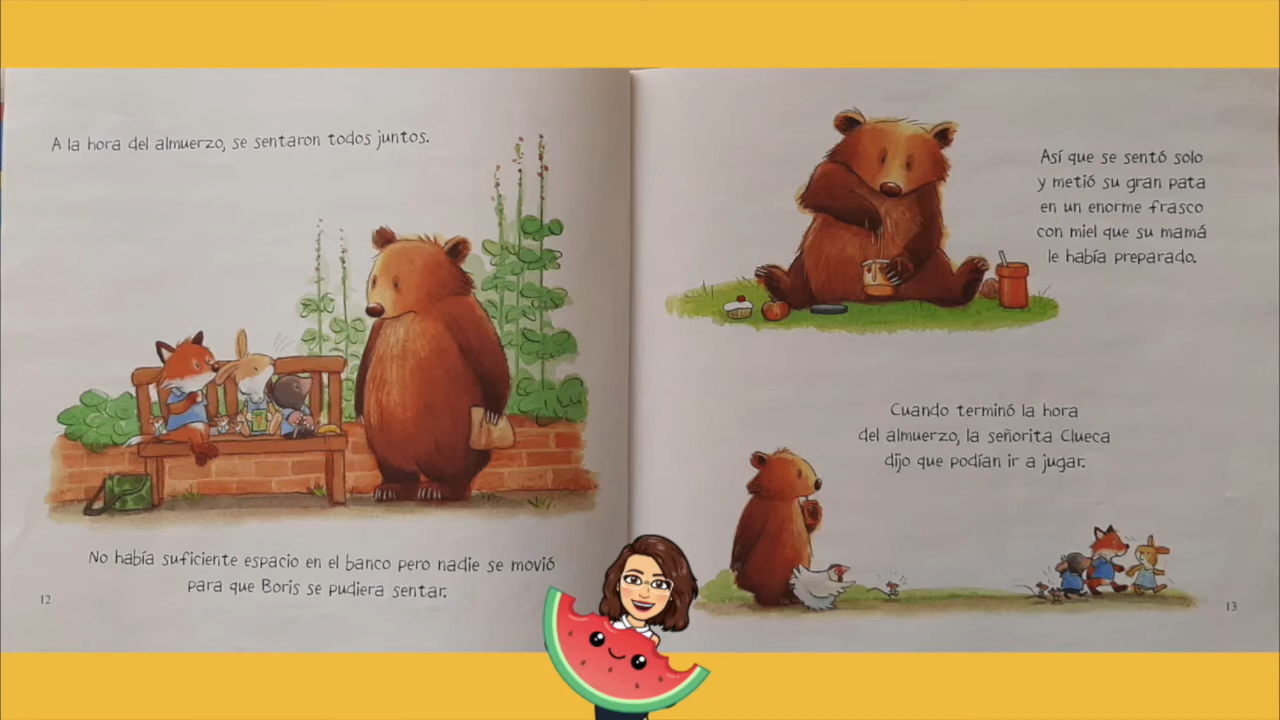 A la hora del almuerzo, se sentaron todos juntos.
No había suficiente espacio en el banco pero nadie se movió
para que Boris se pudiera sentar.
12
Así que se sentó solo
y metió su gran pata
en un enorme frasco
con miel que su mamá
le había preparado.
Cuando terminó la hora
del almuerzo, la señorita Clueca
dijo que podían ir a jugar.
13